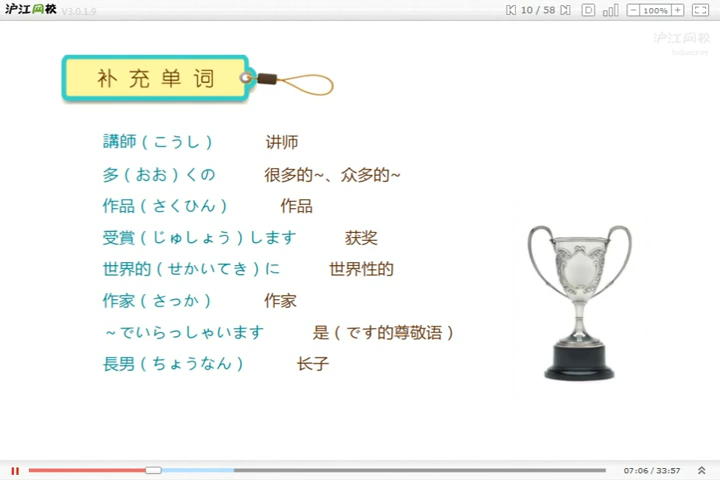 沪江网校 V3.0.1.9
10 / 58
100%
沪江网校
补充单词
講師（こうし） 讲师
多（おお）くの 很多的~、众多的~
作品（さくひん） 作品
受賞（じゅしょう）します 获奖
世界的（せかいてき）に 世界性的
作家（さっか） 作家
～でいらっしゃいます 是（です的尊敬语）
長男（ちょうなん） 长子
07:06 / 33:57